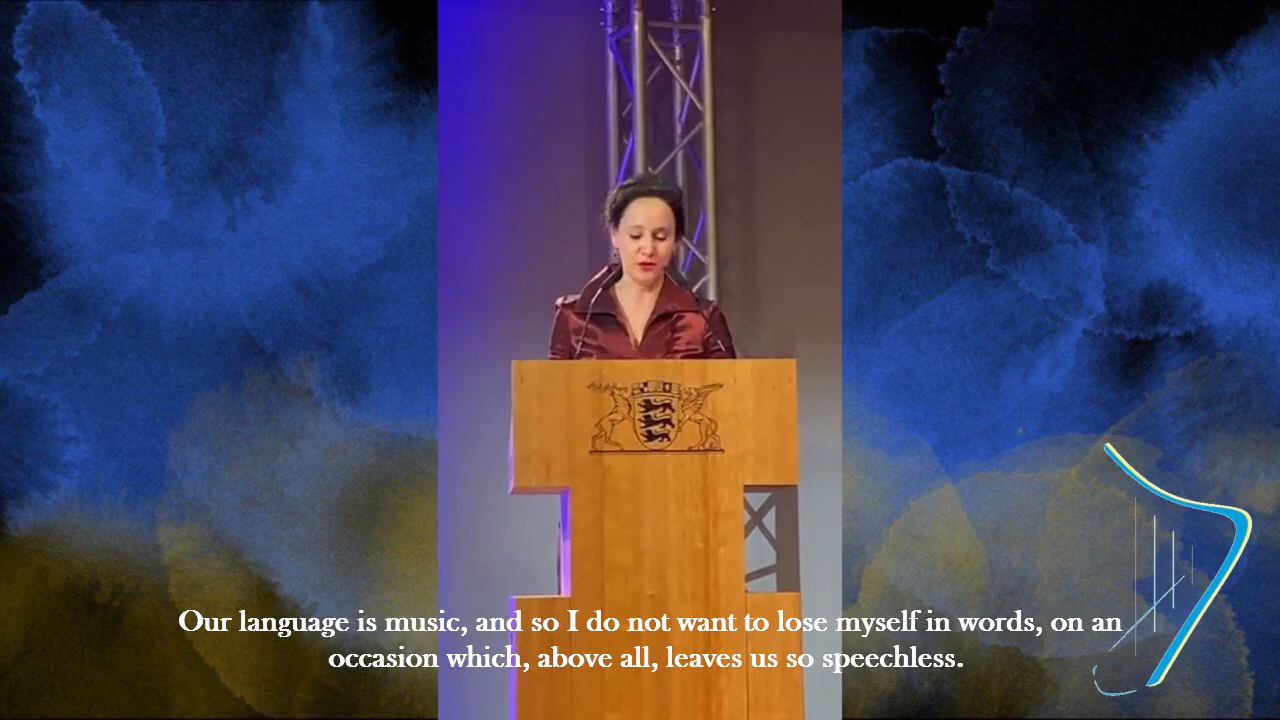 Our language is music, and so I do not want to lose myself in words, on an
occasion which, above all, leaves us so speechless.